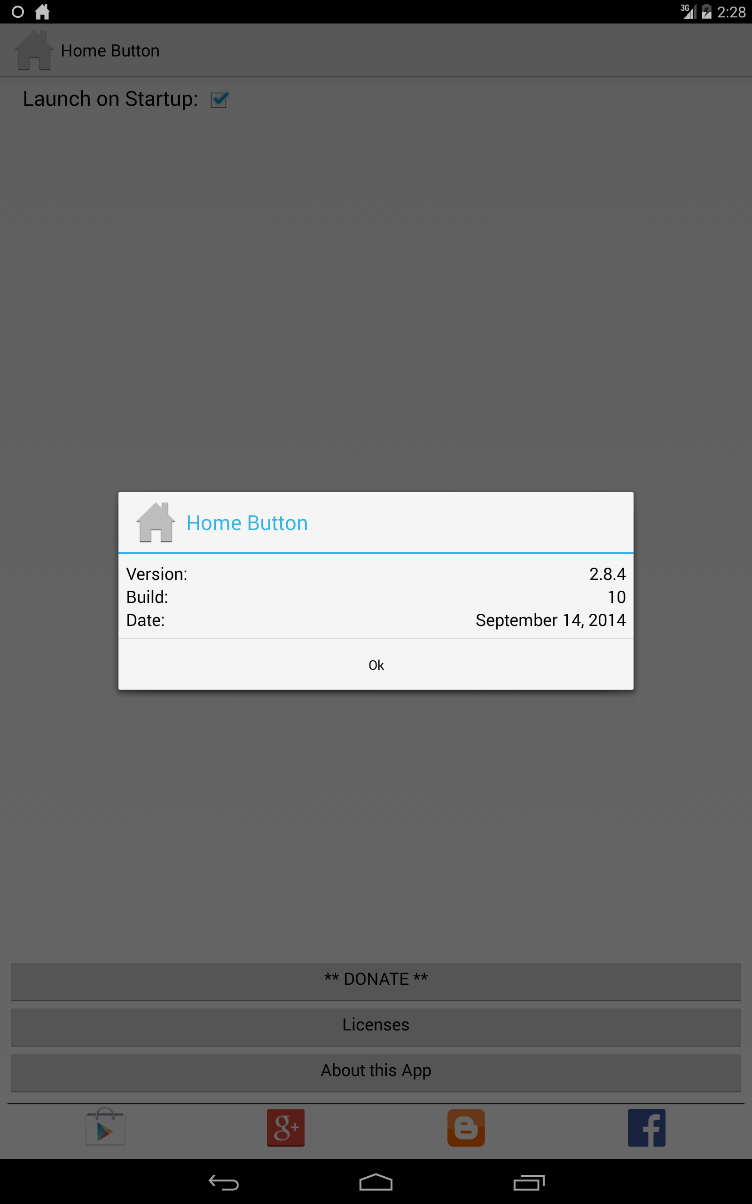 3G 2:28
Home Button
Launch on Startup:
Home Button
Version: 2.8.4
Build: 10
Date: September 14, 2014
Ok
** DONATE **
Licenses
About this App
g+